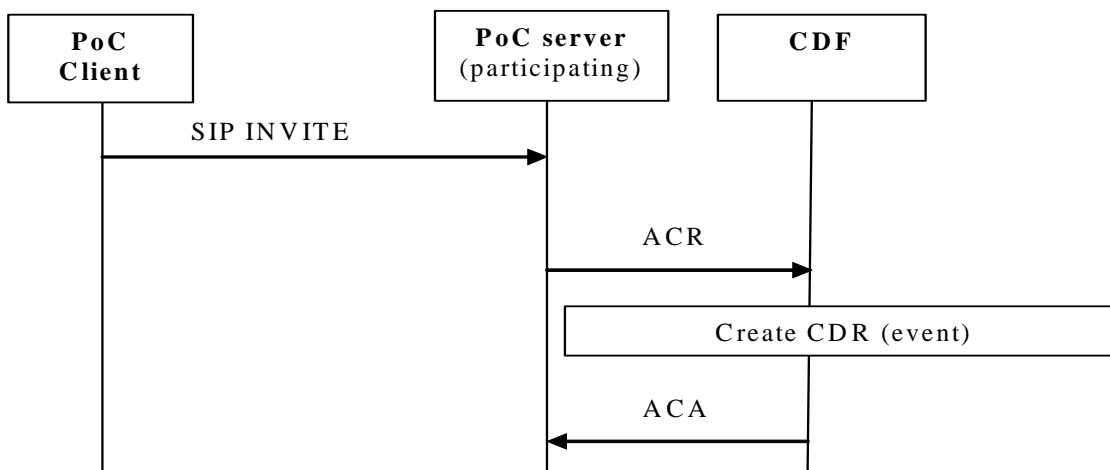 PoC
Client
PoC server
(participating)
CDF
SIP INVITE
ACR
Create CDR (event)
ACA